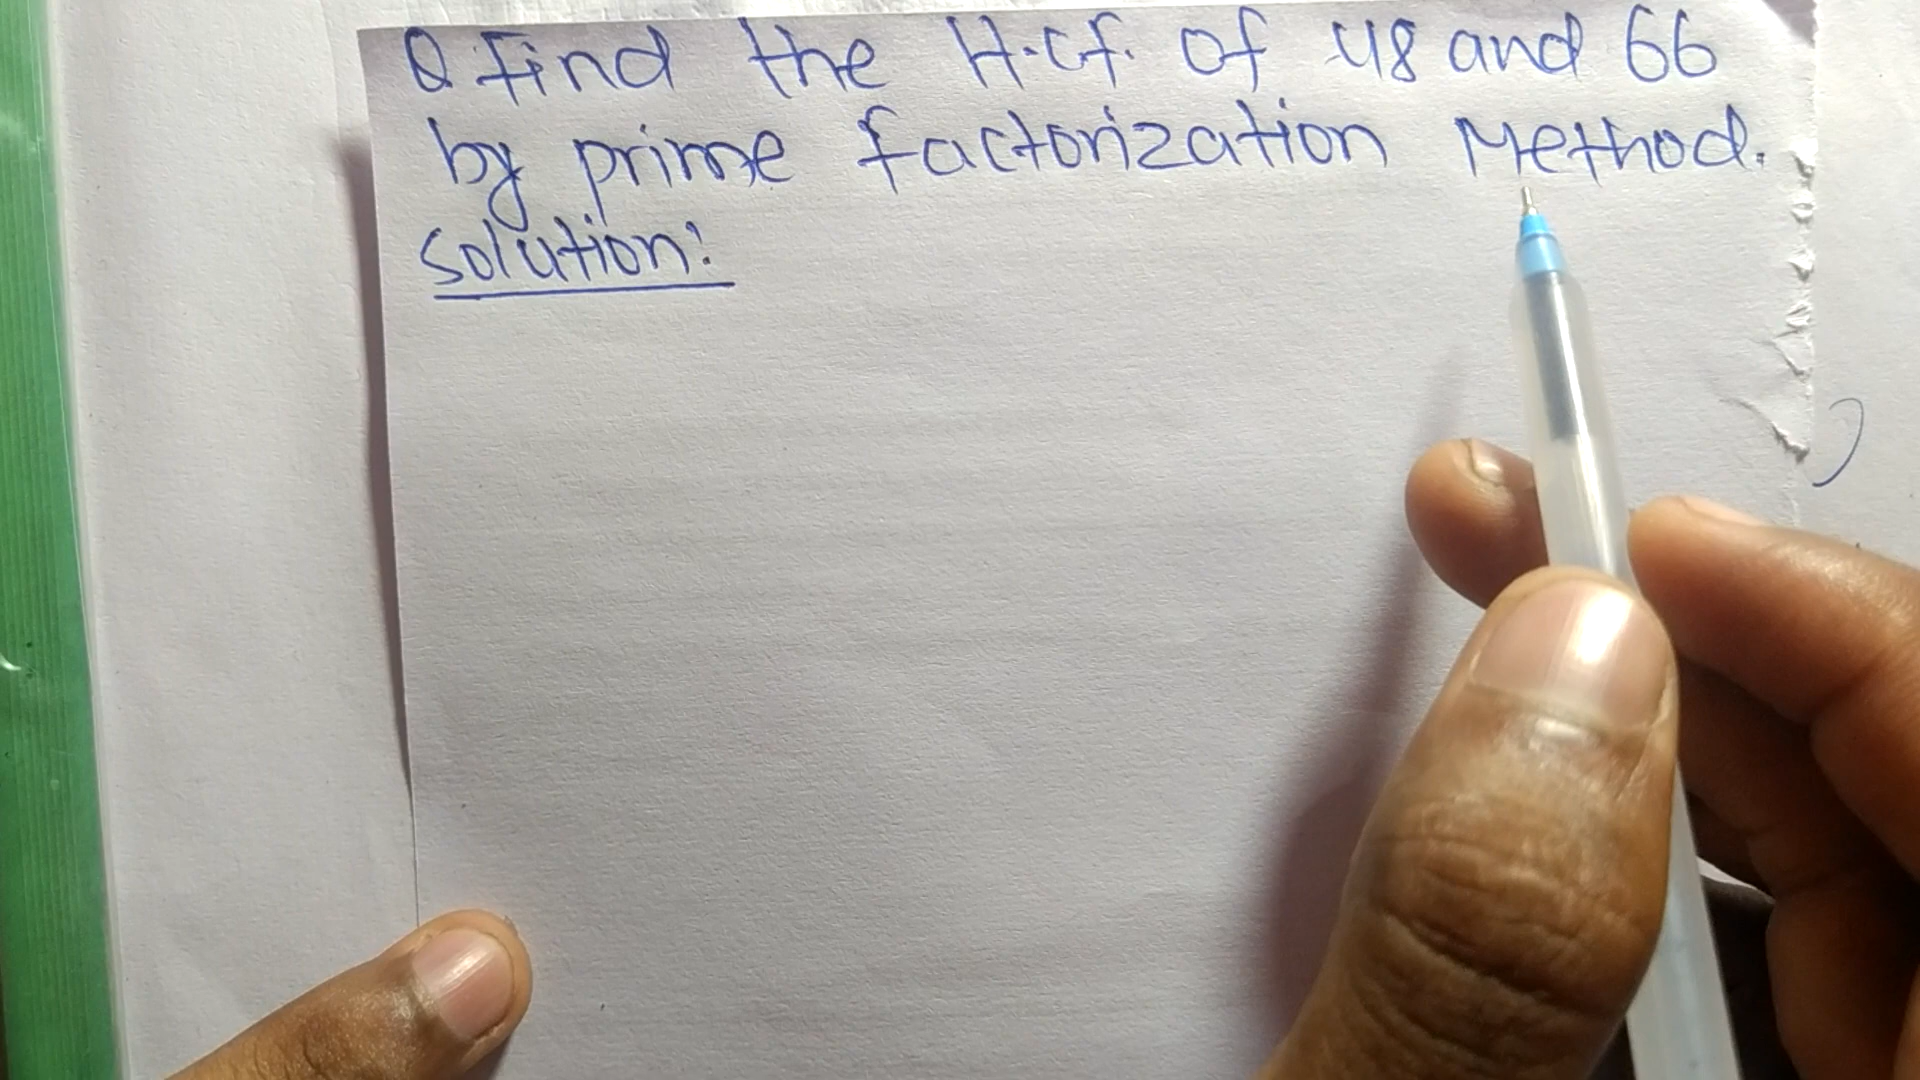 Q Find the H.C.f. of 48 and 66
by prime factorization Method.
Solution: